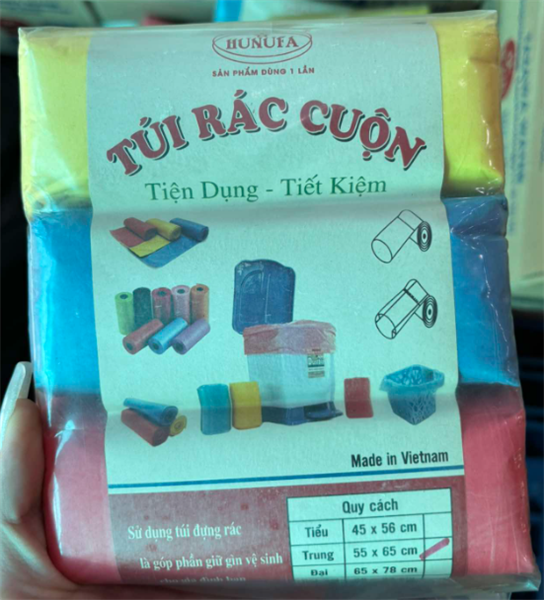 HUNUFA
SẢN PHẨM DÙNG 1 LẦN
TÚI RÁC CUỘN
Tiện Dụng - Tiết Kiệm
Made in Vietnam
Sử dụng túi đựng rác
là góp phần giữ gìn vệ sinh
Quy cách
Tiểu 45 x 56 cm
Trung 55 x 65 cm
Đại 65 x 78 cm